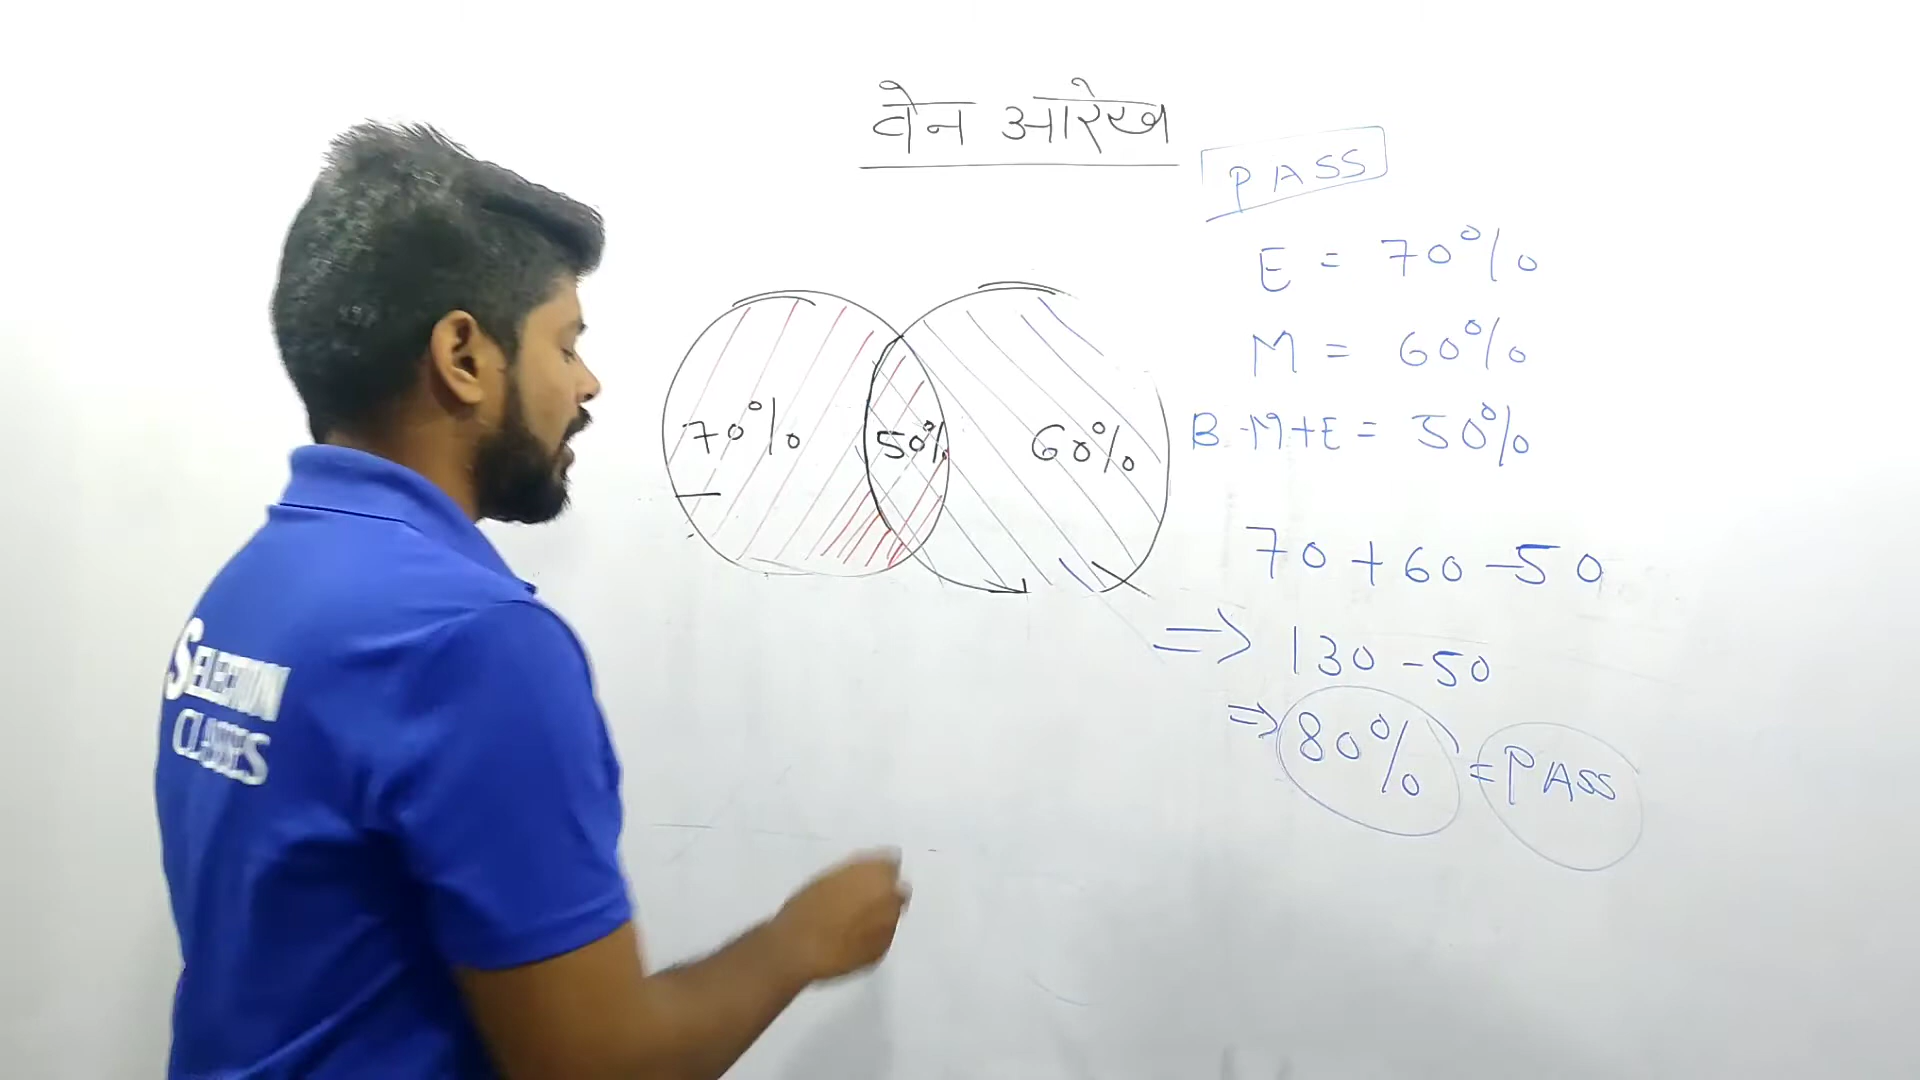 वेन आरेख
PASS
E = 70%
M = 60%
B. M+E = 50%
70% 50% 60%
70 + 60 - 50
⇒ 130 - 50
⇒ 80% = PASS
SELECTION
CLASSES